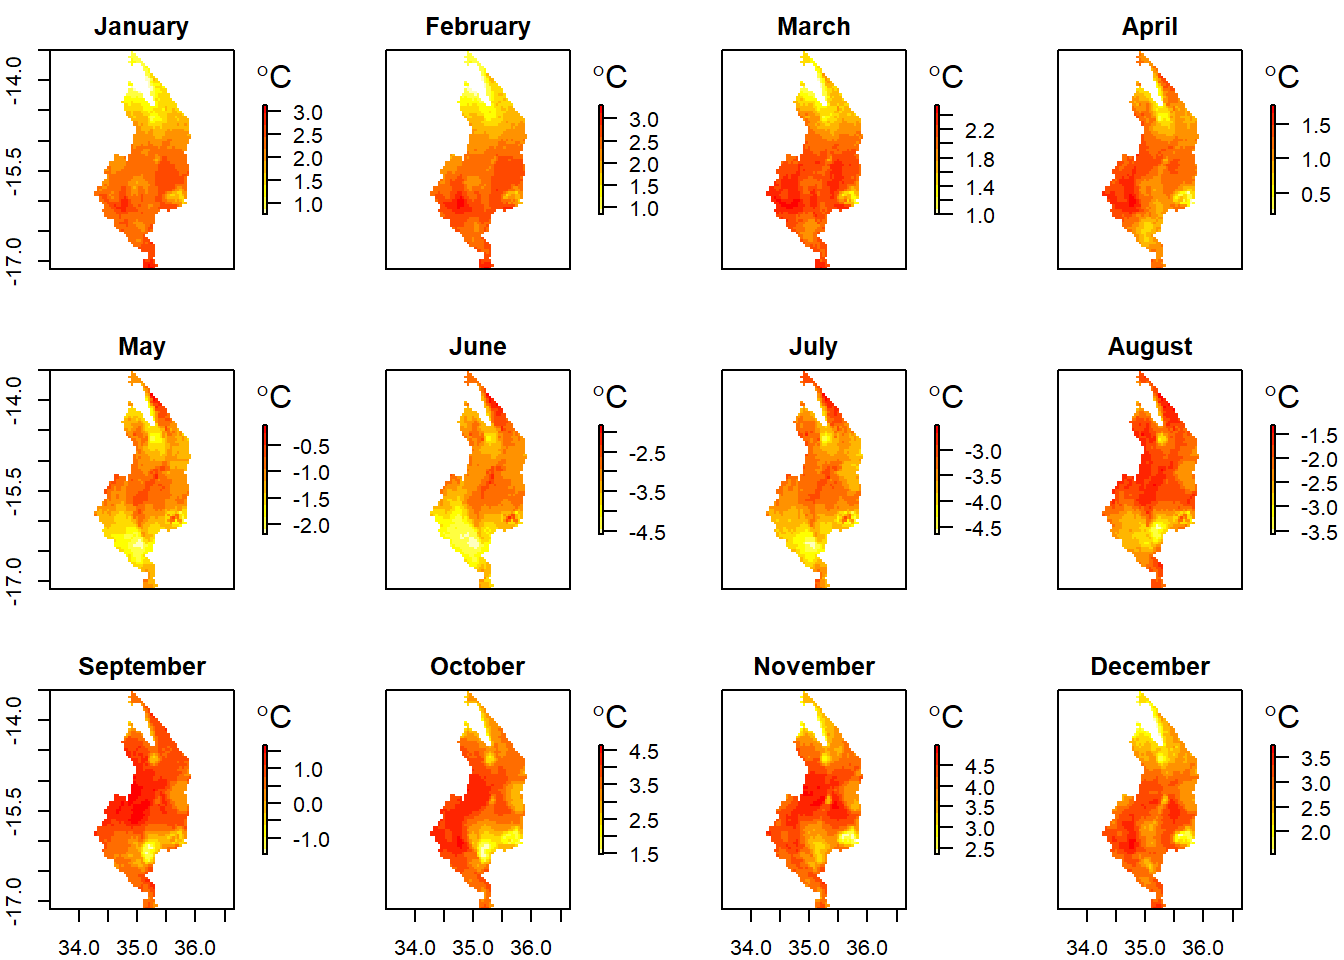 January
February
March
April
-14.0
-15.5
-17.0
°C
3.0
2.5
2.0
1.5
1.0
°C
3.0
2.5
2.0
1.5
1.0
°C
2.2
1.8
1.4
1.0
°C
1.5
1.0
0.5
May
June
July
August
-14.0
-15.5
-17.0
°C
-0.5
-1.0
-1.5
-2.0
°C
-2.5
-3.5
-4.5
°C
-3.0
-3.5
-4.0
-4.5
°C
-1.5
-2.0
-2.5
-3.0
-3.5
September
October
November
December
-14.0
-15.5
-17.0
°C
1.0
0.0
-1.0
°C
4.5
3.5
2.5
1.5
°C
4.5
4.0
3.5
3.0
2.5
°C
3.5
3.0
2.5
2.0
34.0 35.0 36.0
34.0 35.0 36.0
34.0 35.0 36.0
34.0 35.0 36.0